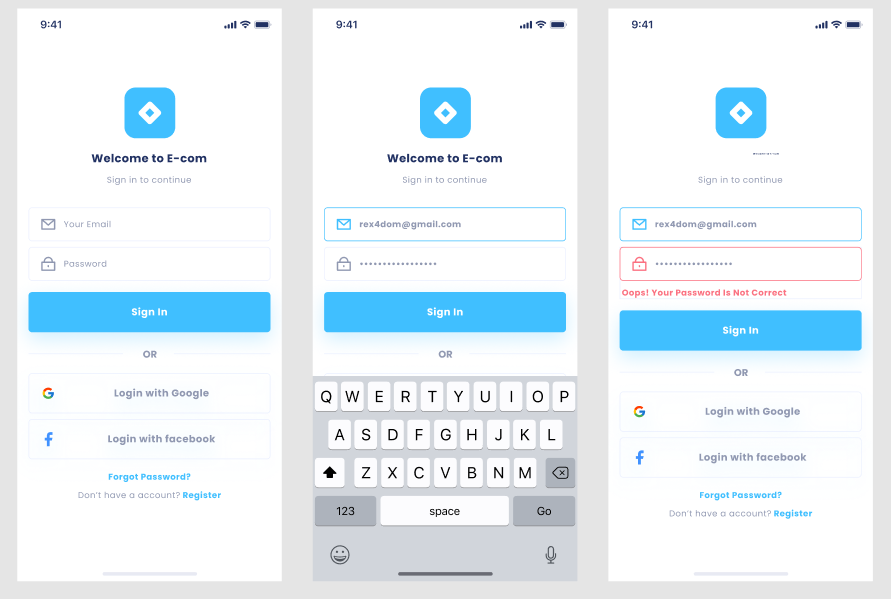 9:41
Welcome to E-com
Sign in to continue
Your Email
Password
Sign In
OR
Login with Google
Login with facebook
Forgot Password?
Don't have a account? Register
9:41
Welcome to E-com
Sign in to continue
rex4dom@gmail.com
•••••••••••••••••
Sign In
OR
Q W E R T Y U I O P
A S D F G H J K L
Z X C V B N M
123 space Go
9:41
Sign in to continue
rex4dom@gmail.com
•••••••••••••••••
Oops! Your Password Is Not Correct
Sign In
OR
Login with Google
Login with facebook
Forgot Password?
Don't have a account? Register